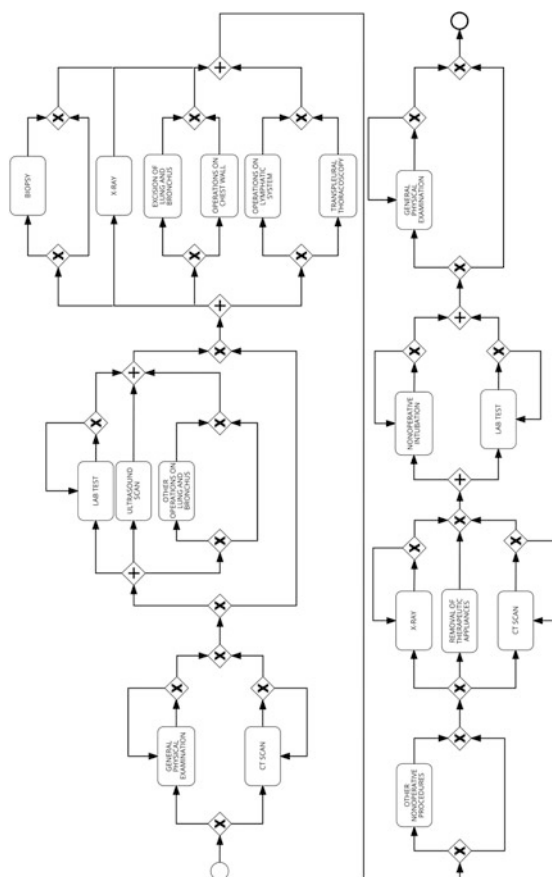 GENERAL
PHYSICAL
EXAMINATION
CT SCAN
LAB TEST
ULTRASOUND
SCAN
OTHER
OPERATIONS ON
LUNG AND
BRONCHUS
BIOPSY
X-RAY
EXCISION OF
LUNG AND
BRONCHUS
OPERATIONS ON
CHEST WALL
OPERATIONS ON
LYMPHATIC
SYSTEM
TRANSPLEURAL
THORACOSCOPY
OTHER
NONOPERATIVE
PROCEDURES
X-RAY
REMOVAL OF
THERAPEUTIC
APPLIANCES
CT SCAN
NONOPERATIVE
INTUBATION
LAB TEST
GENERAL
PHYSICAL
EXAMINATION